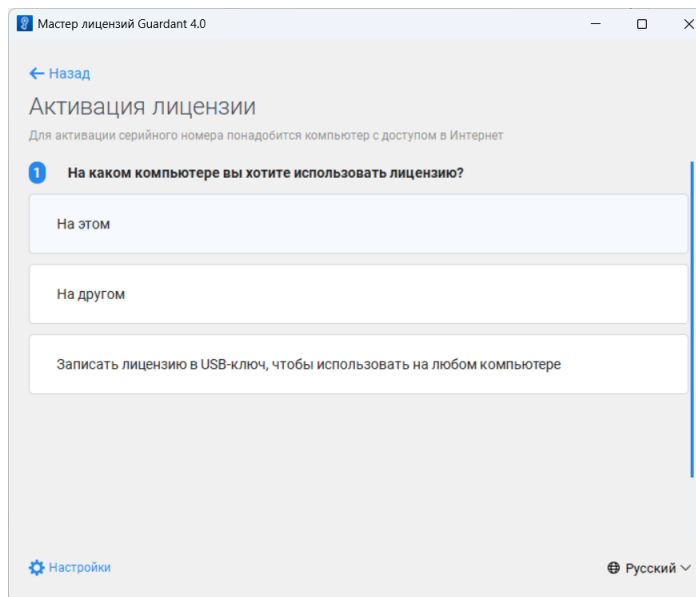 Мастер лицензий Guardant 4.0
Назад
Активация лицензии
Для активации серийного номера понадобится компьютер с доступом в Интернет
1 На каком компьютере вы хотите использовать лицензию?
На этом
На другом
Записать лицензию в USB-ключ, чтобы использовать на любом компьютере
Настройки
Русский